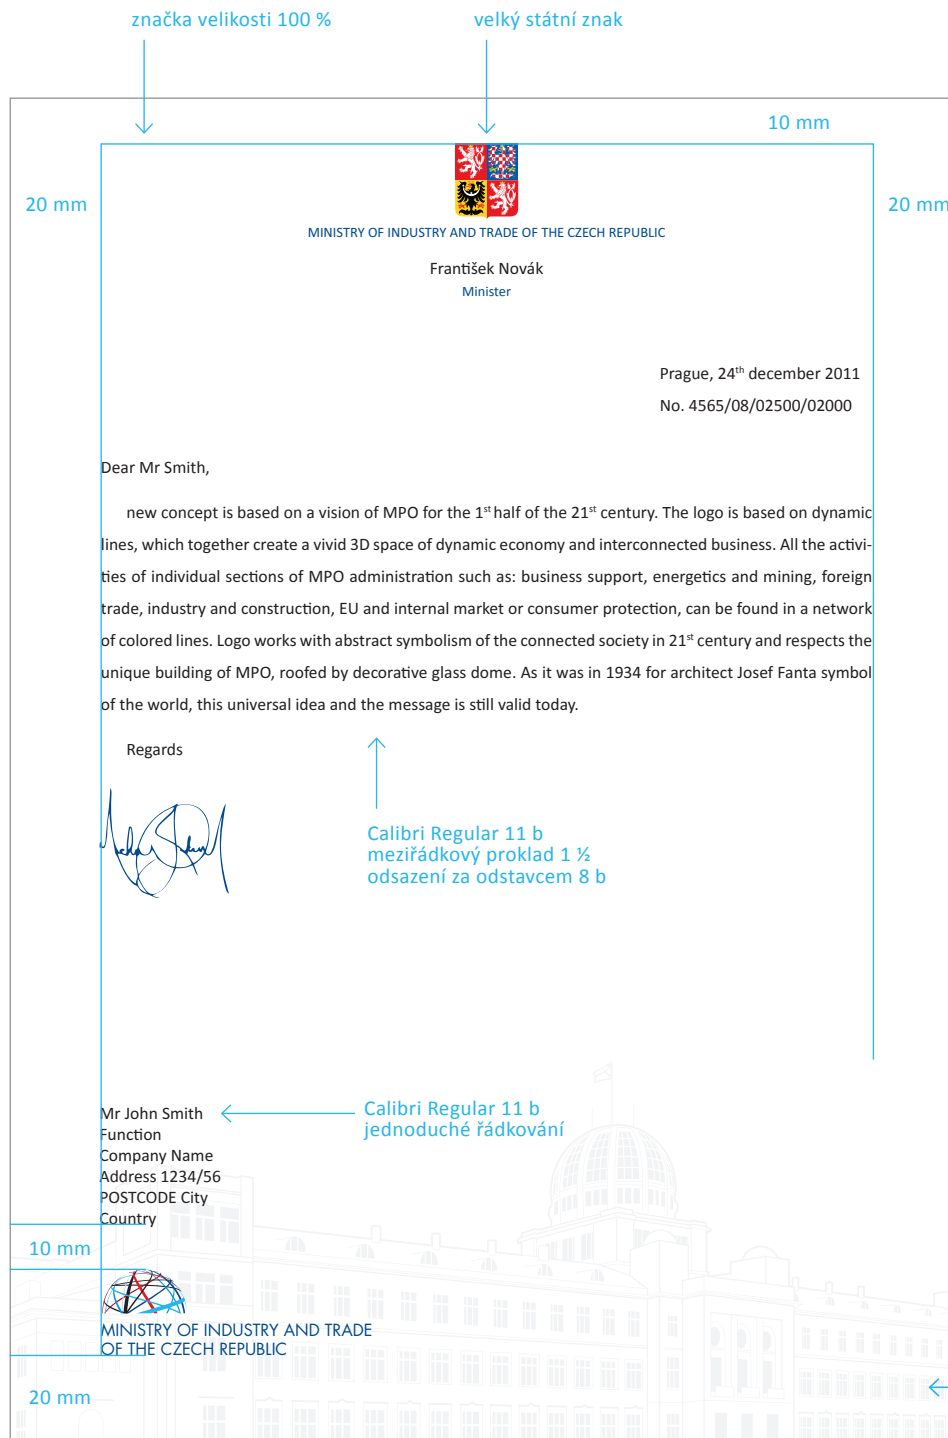 značka velikosti 100 %
velký státní znak
10 mm
20 mm
20 mm
MINISTRY OF INDUSTRY AND TRADE OF THE CZECH REPUBLIC
František Novák
Minister
Prague, 24th december 2011
No. 4565/08/02500/02000
Dear Mr Smith,
new concept is based on a vision of MPO for the 1st half of the 21st century. The logo is based on dynamic
lines, which together create a vivid 3D space of dynamic economy and interconnected business. All the activi-
ties of individual sections of MPO administration such as: business support, energetics and mining, foreign
trade, industry and construction, EU and internal market or consumer protection, can be found in a network
of colored lines. Logo works with abstract symbolism of the connected society in 21st century and respects the
unique building of MPO, roofed by decorative glass dome. As it was in 1934 for architect Josef Fanta symbol
of the world, this universal idea and the message is still valid today.
Regards
Calibri Regular 11 b
meziřádkový proklad 1 ½
odsazení za odstavcem 8 b
Mr John Smith
Function
Company Name
Address 1234/56
POSTCODE City
Country
Calibri Regular 11 b
jednoduché řádkování
10 mm
MINISTRY OF INDUSTRY AND TRADE
OF THE CZECH REPUBLIC
20 mm